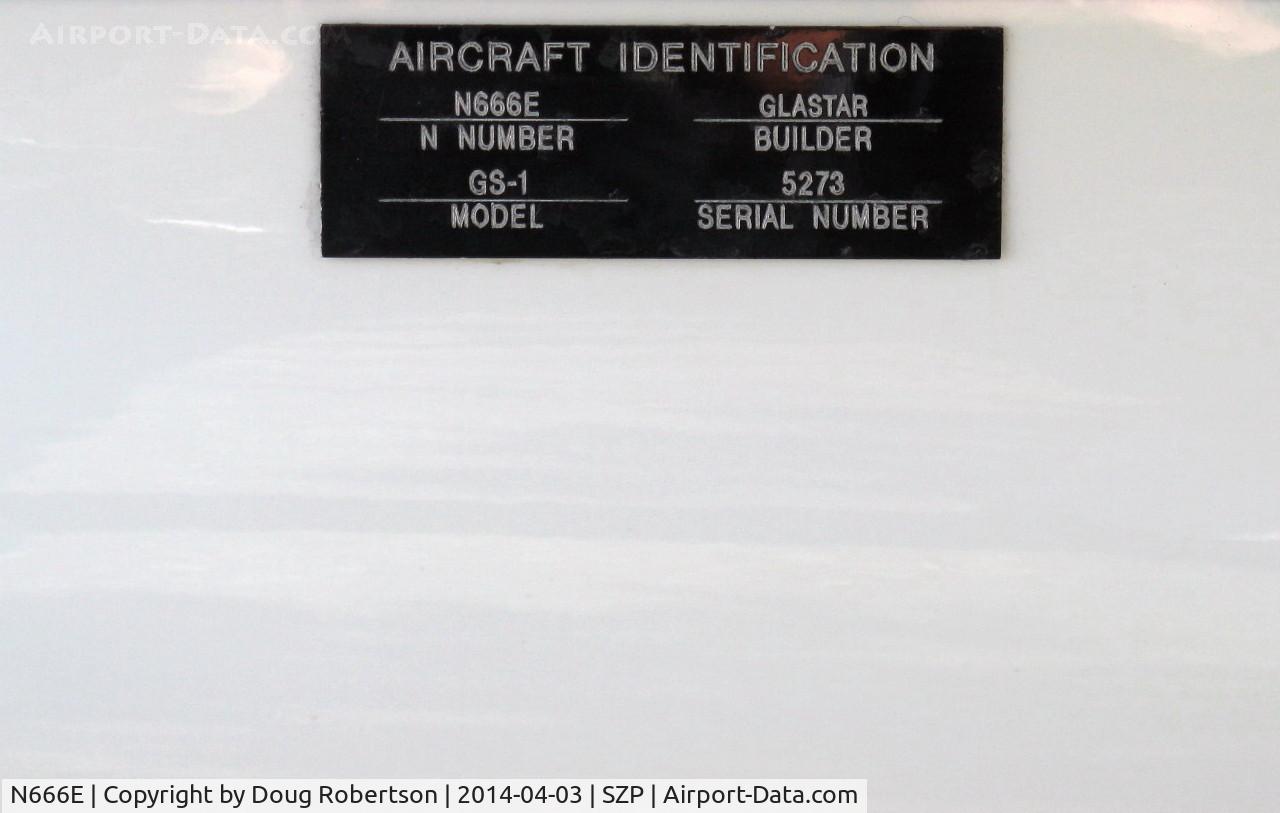 AIRPORT-DATA.COM
AIRCRAFT IDENTIFICATION
N666E GLASTAR
N NUMBER BUILDER
GS-1 5273
MODEL SERIAL NUMBER
N666E | Copyright by Doug Robertson | 2014-04-03 | SZP | Airport-Data.com